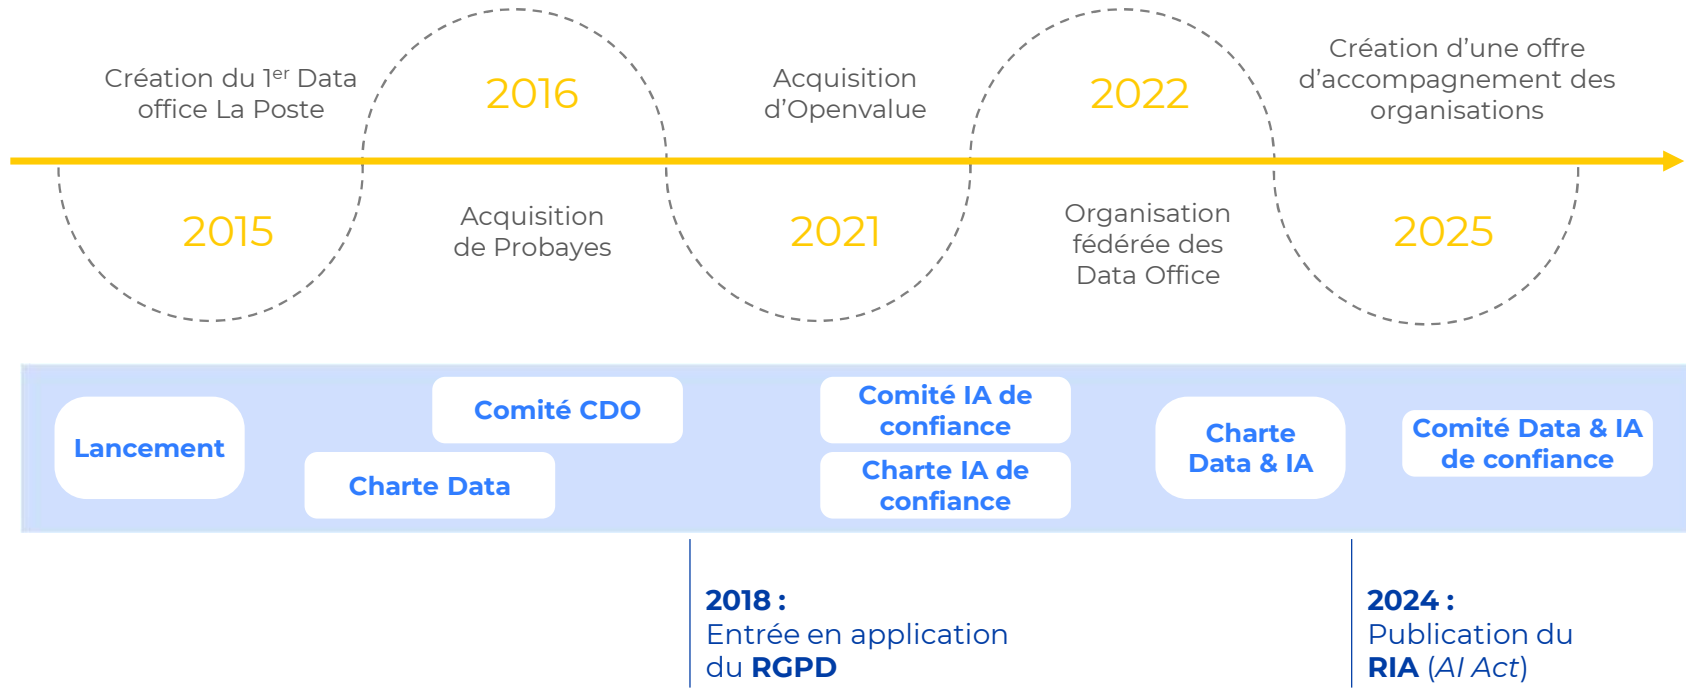 Création du 1er Data
office La Poste
2015
2016
Acquisition
de Probayes
Acquisition
d’Openvalue
2021
2022
Organisation
fédérée des
Data Office
Création d’une offre
d’accompagnement des
organisations
2025
Lancement
Comité CDO
Charte Data
Comité IA de
confiance
Charte IA de
confiance
Charte
Data & IA
Comité Data & IA
de confiance
2018 :
Entrée en application
du RGPD
2024 :
Publication du
RIA (AI Act)